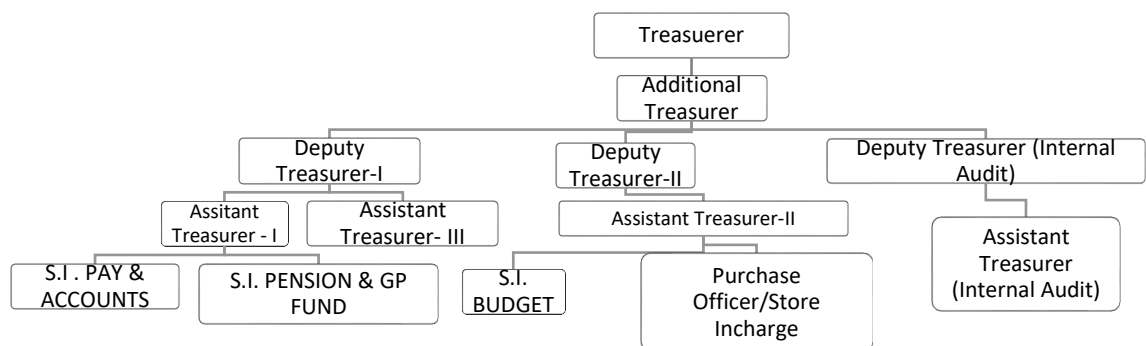 Treasuerer
Additional
Treasurer
Deputy
Treasurer-I
Deputy
Treasurer-II
Deputy Treasurer (Internal
Audit)
Assitant
Treasurer - I
Assistant
Treasurer- III
Assistant Treasurer-II
Assistant
Treasurer
(Internal Audit)
S.I . PAY &
ACCOUNTS
S.I. PENSION & GP
FUND
S.I.
BUDGET
Purchase
Officer/Store
Incharge